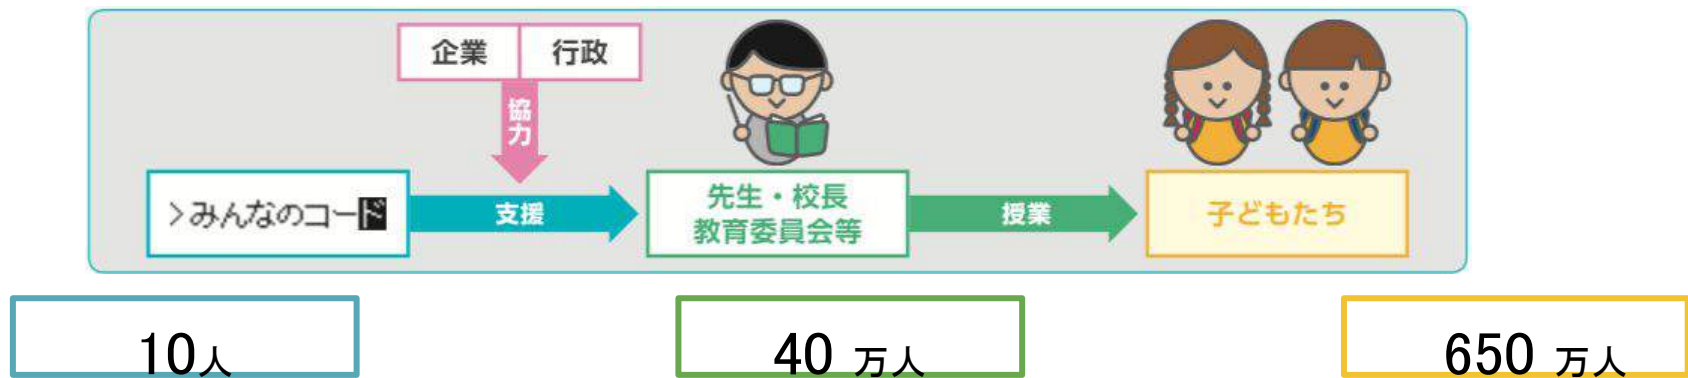 企業 行政
協力
>みんなのコード
支援
先生・校長
教育委員会等
授業
子どもたち
10人
40 万人
650 万人